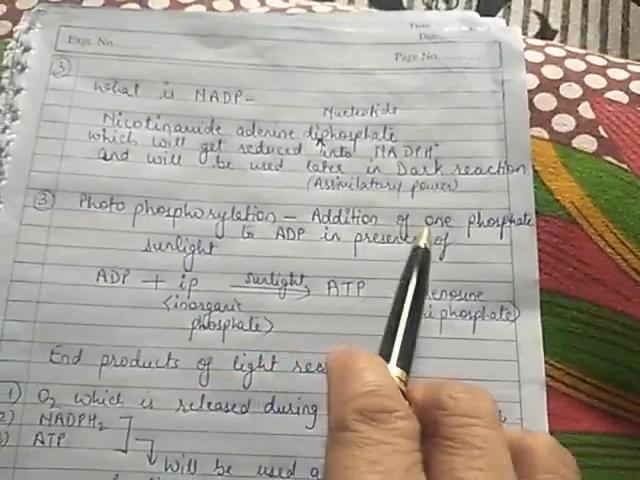 Expt. No.
Date
Page No.
3
What is NADP-
Nucleotide
Nicotinamide adenine diphosphate
which will get reduced into NADPH+
and will be used later in Dark reaction
(Assimilatory power)
3 Photo phosphorylation - Addition of one phosphate
to ADP in presence of
sunlight
ADP + ip sunlight → ATP
<inorganic
phosphate>
End products of light
1) O2 which is released during
2) NADPH2
ATP
will be used